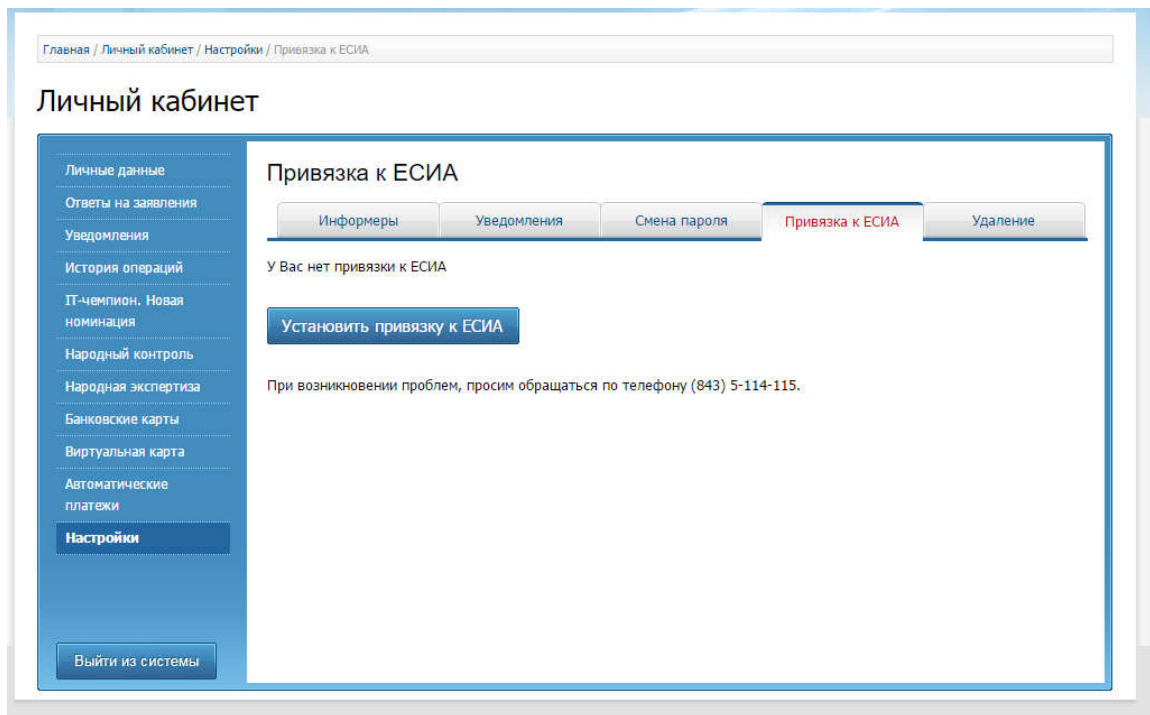 Главная / Личный кабинет / Настройки / Привязка к ЕСИА
Личный кабинет
Личные данные
Ответы на заявления
Уведомления
История операций
IT-чемпион. Новая
номинация
Народный контроль
Народная экспертиза
Банковские карты
Виртуальная карта
Автоматические
платежи
Настройки
Выйти из системы
Привязка к ЕСИА
Информеры Уведомления Смена пароля Привязка к ЕСИА Удаление
У Вас нет привязки к ЕСИА
Установить привязку к ЕСИА
При возникновении проблем, просим обращаться по телефону (843) 5-114-115.